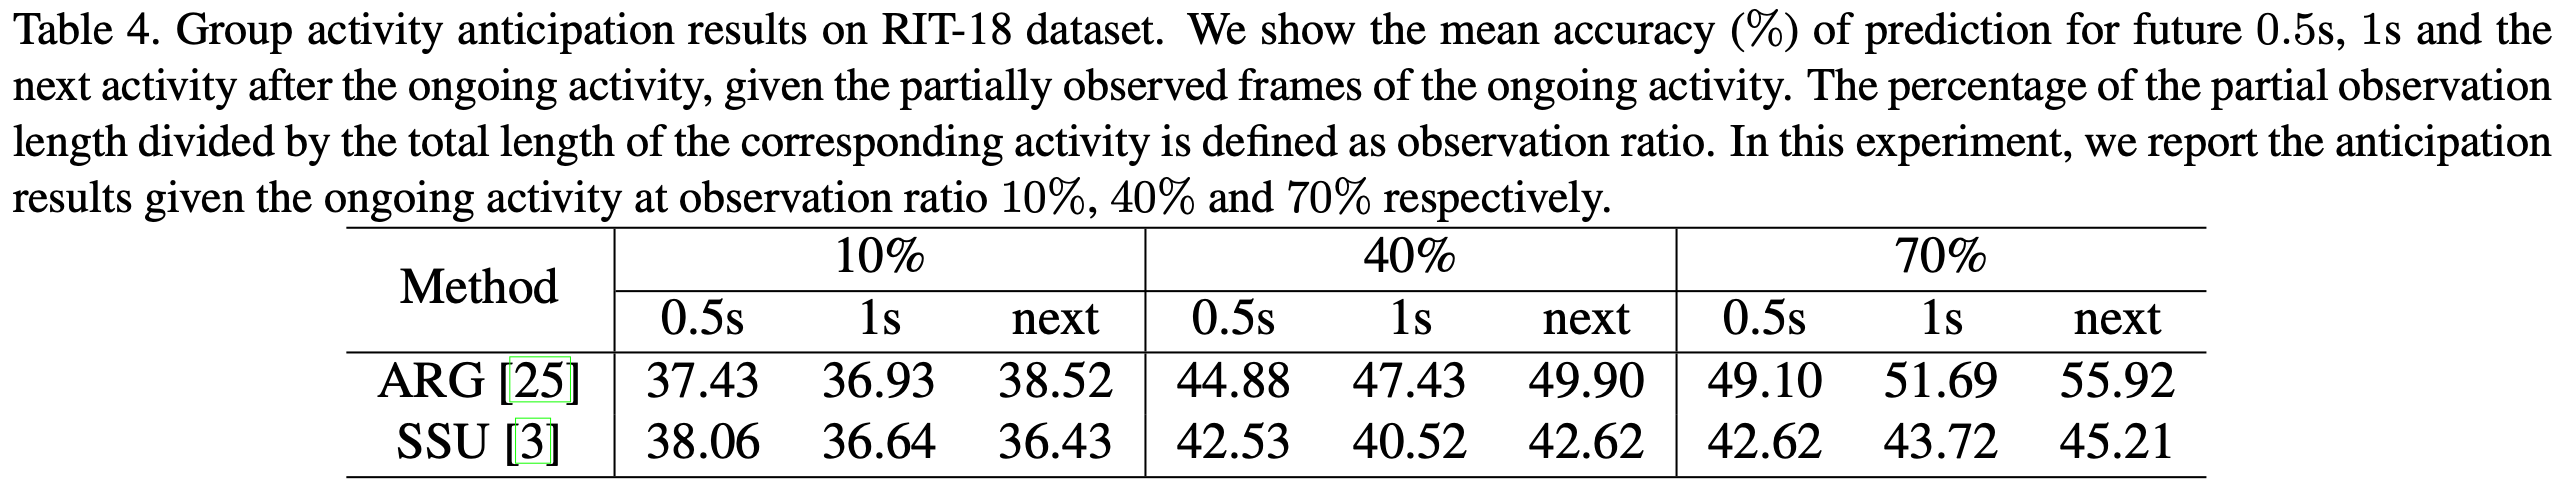 Table 4. Group activity anticipation results on RIT-18 dataset. We show the mean accuracy (%) of prediction for future 0.5s, 1s and the
next activity after the ongoing activity, given the partially observed frames of the ongoing activity. The percentage of the partial observation
length divided by the total length of the corresponding activity is defined as observation ratio. In this experiment, we report the anticipation
results given the ongoing activity at observation ratio 10%, 40% and 70% respectively.
Method 10% 40% 70%
0.5s 1s next 0.5s 1s next 0.5s 1s next
ARG [25] 37.43 36.93 38.52 44.88 47.43 49.90 49.10 51.69 55.92
SSU [3] 38.06 36.64 36.43 42.53 40.52 42.62 42.62 43.72 45.21